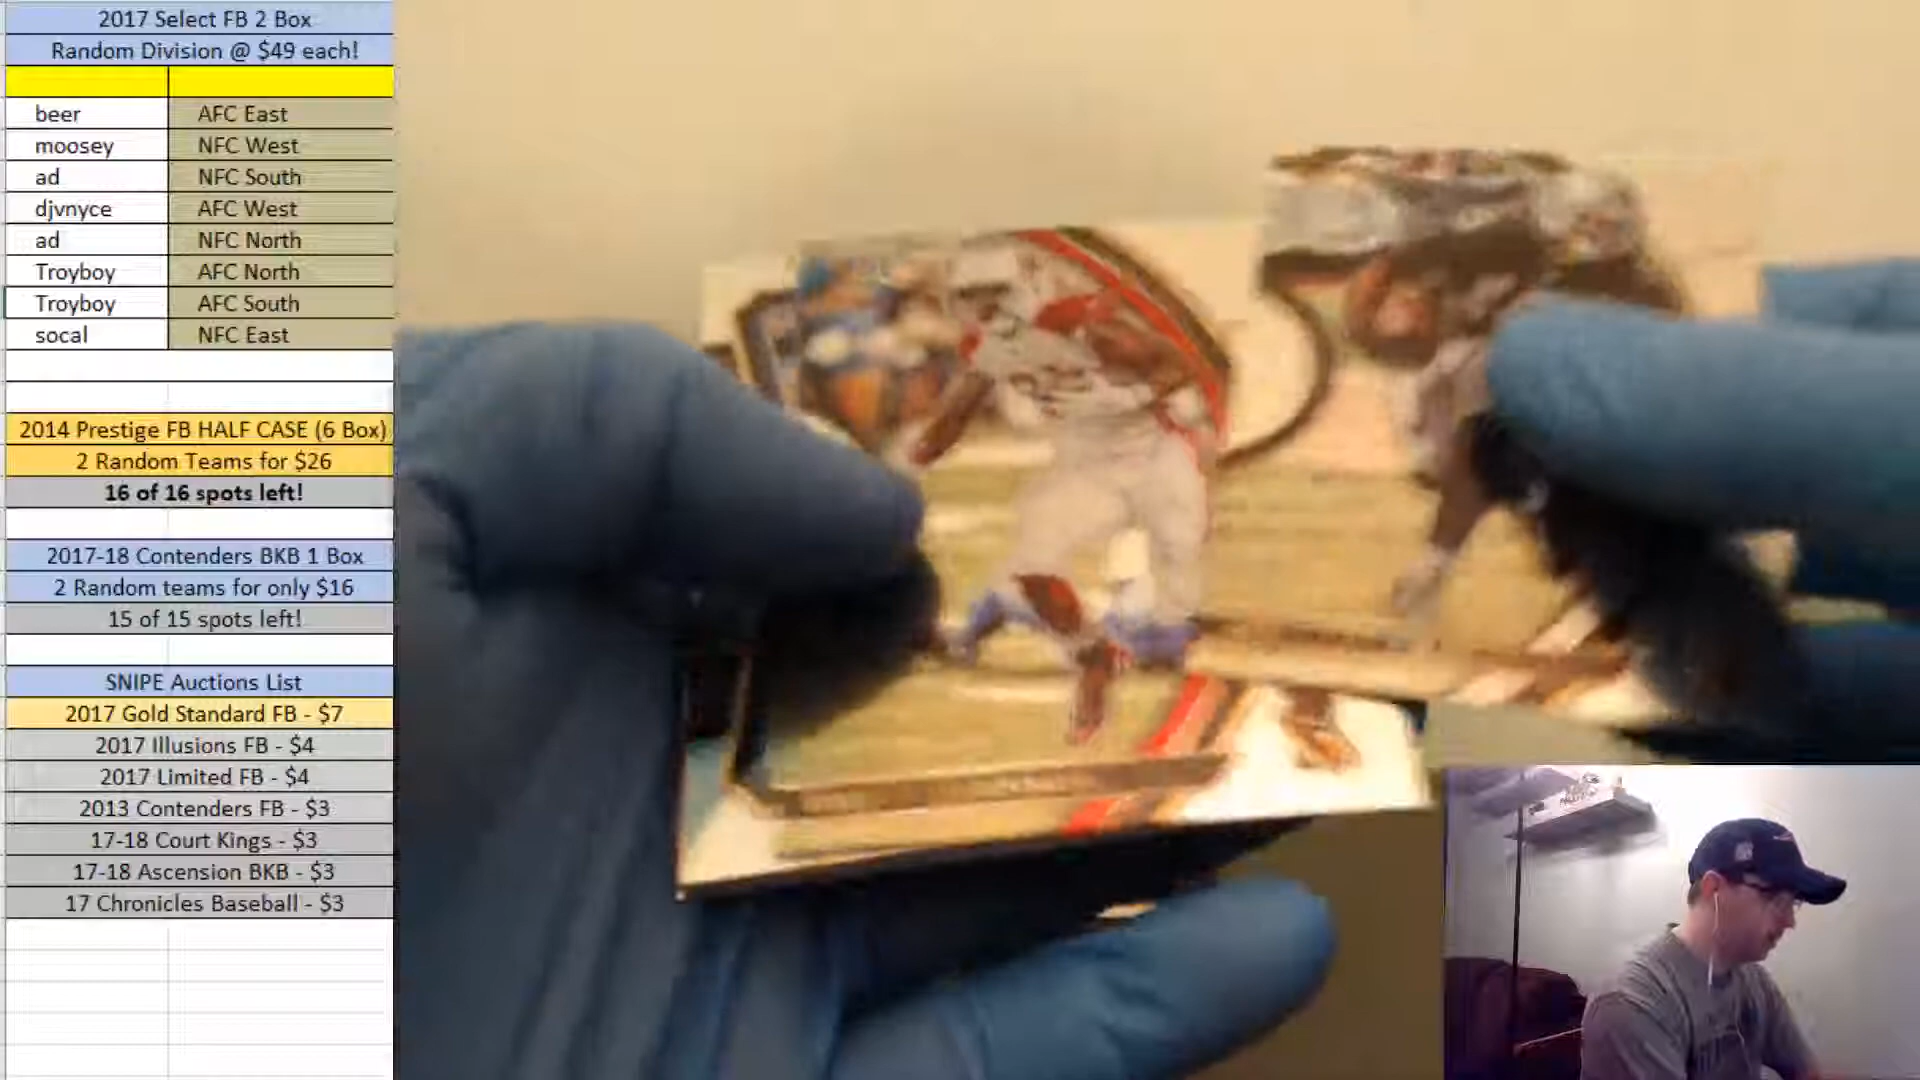 2017 Select FB 2 Box
Random Division @ $49 each!
beer AFC East
moosey NFC West
ad NFC South
djvnyce AFC West
ad NFC North
Troyboy AFC North
Troyboy AFC South
socal NFC East
2014 Prestige FB HALF CASE (6 Box)
2 Random Teams for $26
16 of 16 spots left!
2017-18 Contenders BKB 1 Box
2 Random teams for only $16
15 of 15 spots left!
SNIPE Auctions List
2017 Gold Standard FB - $7
2017 Illusions FB - $4
2017 Limited FB - $4
2013 Contenders FB - $3
17-18 Court Kings - $3
17-18 Ascension BKB - $3
17 Chronicles Baseball - $3